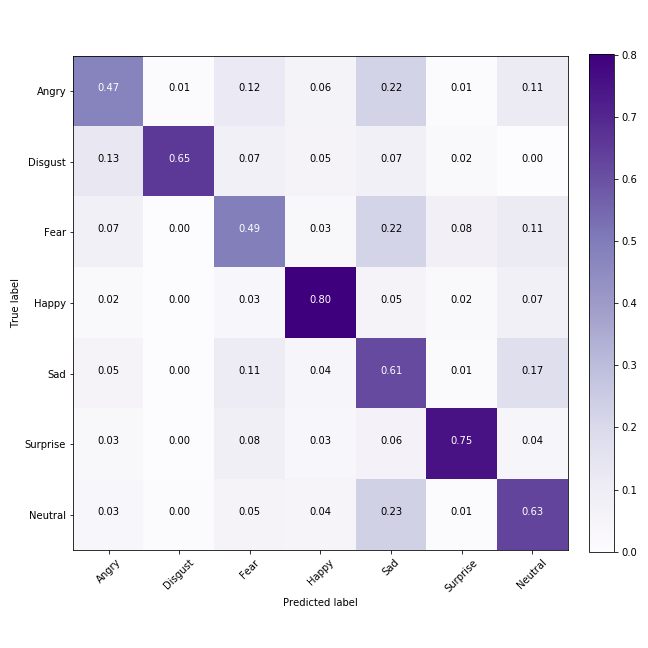 0.8
Angry 0.47 0.01 0.12 0.06 0.22 0.01 0.11
0.7
Disgust 0.13 0.65 0.07 0.05 0.07 0.02 0.00
0.6
Fear 0.07 0.00 0.49 0.03 0.22 0.08 0.11
0.5
True label
Happy 0.02 0.00 0.03 0.80 0.05 0.02 0.07
0.4
0.3
Sad 0.05 0.00 0.11 0.04 0.61 0.01 0.17
0.2
Surprise 0.03 0.00 0.08 0.03 0.06 0.75 0.04
0.1
Neutral 0.03 0.00 0.05 0.04 0.23 0.01 0.63
0.0
Angry Disgust Fear Happy Sad Surprise Neutral
Predicted label